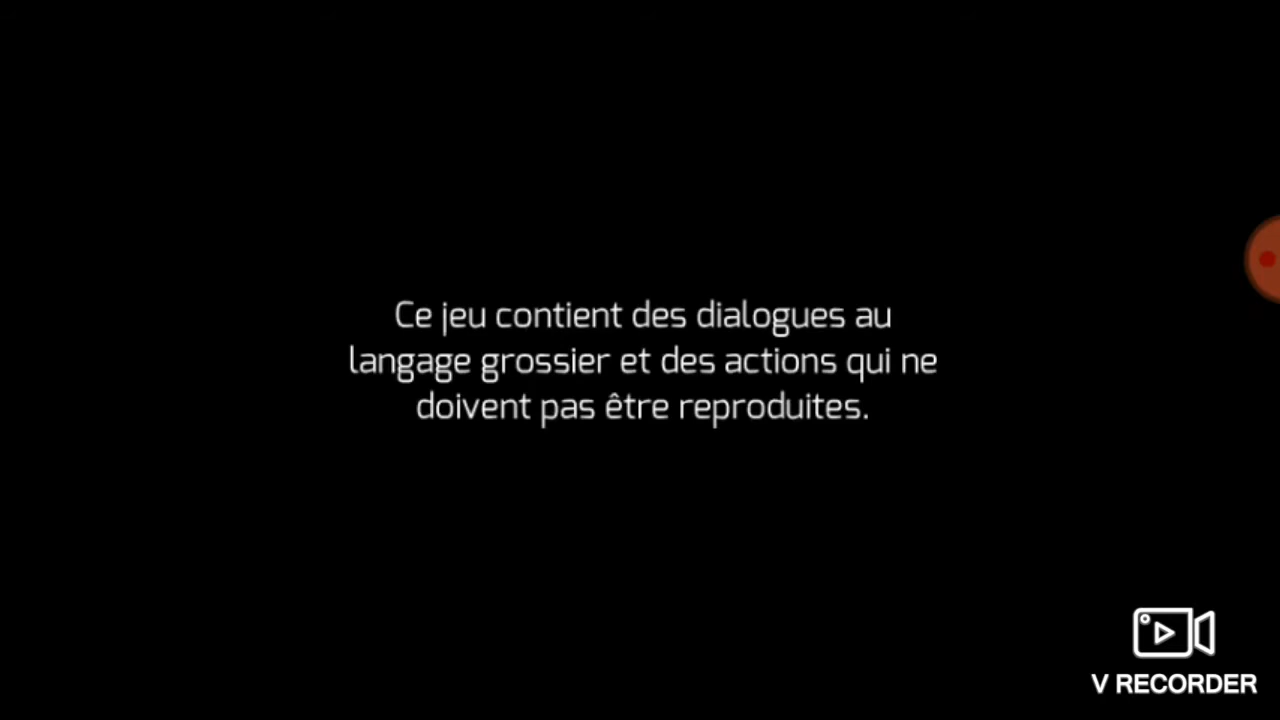 Ce jeu contient des dialogues au
langage grossier et des actions qui ne
doivent pas être reproduites.
V RECORDER